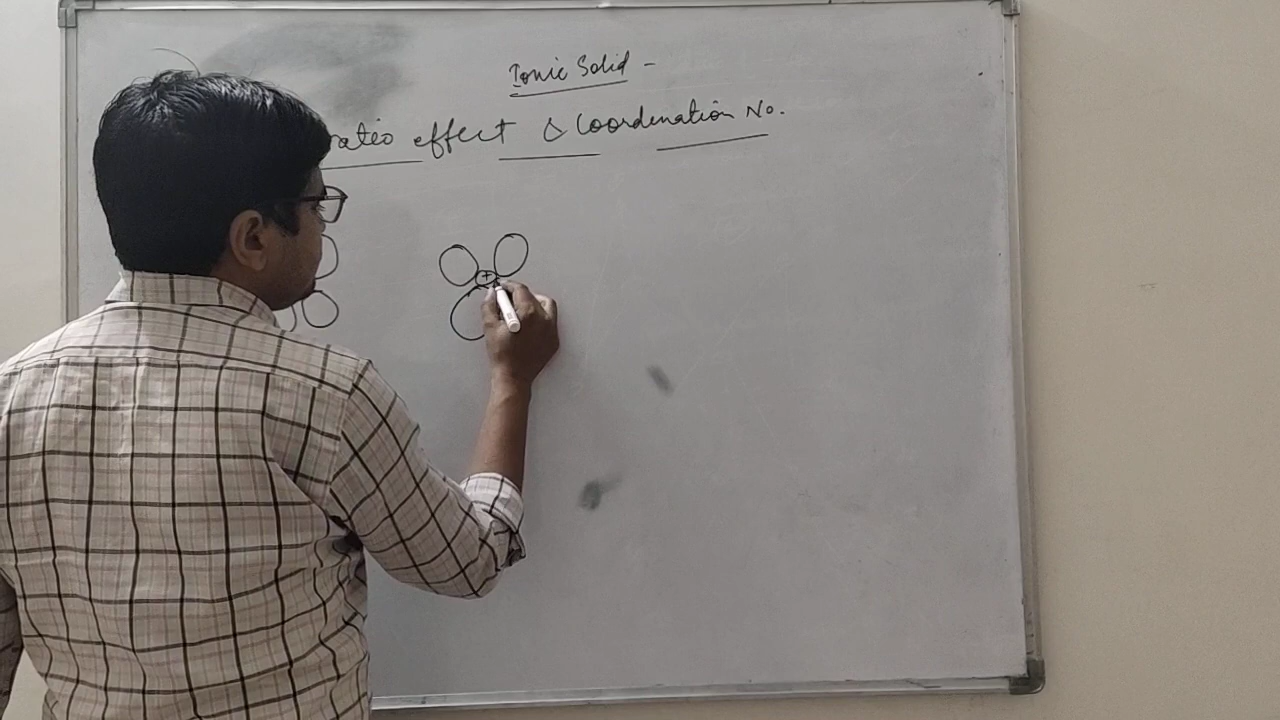 Ionic Solid -
ratio effect & Coordination No.
+